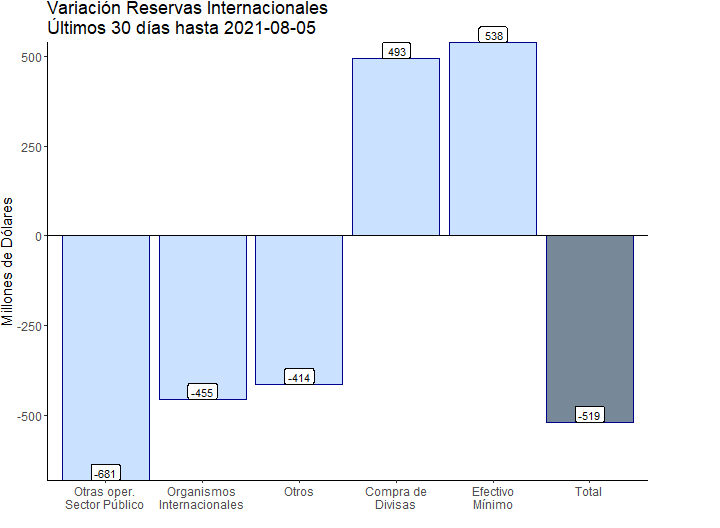 Variación Reservas Internacionales
Últimos 30 días hasta 2021-08-05
Millones de Dólares
500
250
0
-250
-500
-681
-455
-414
493
538
-519
Otras oper.
Sector Público
Organismos
Internacionales
Otros
Compra de
Divisas
Efectivo
Mínimo
Total